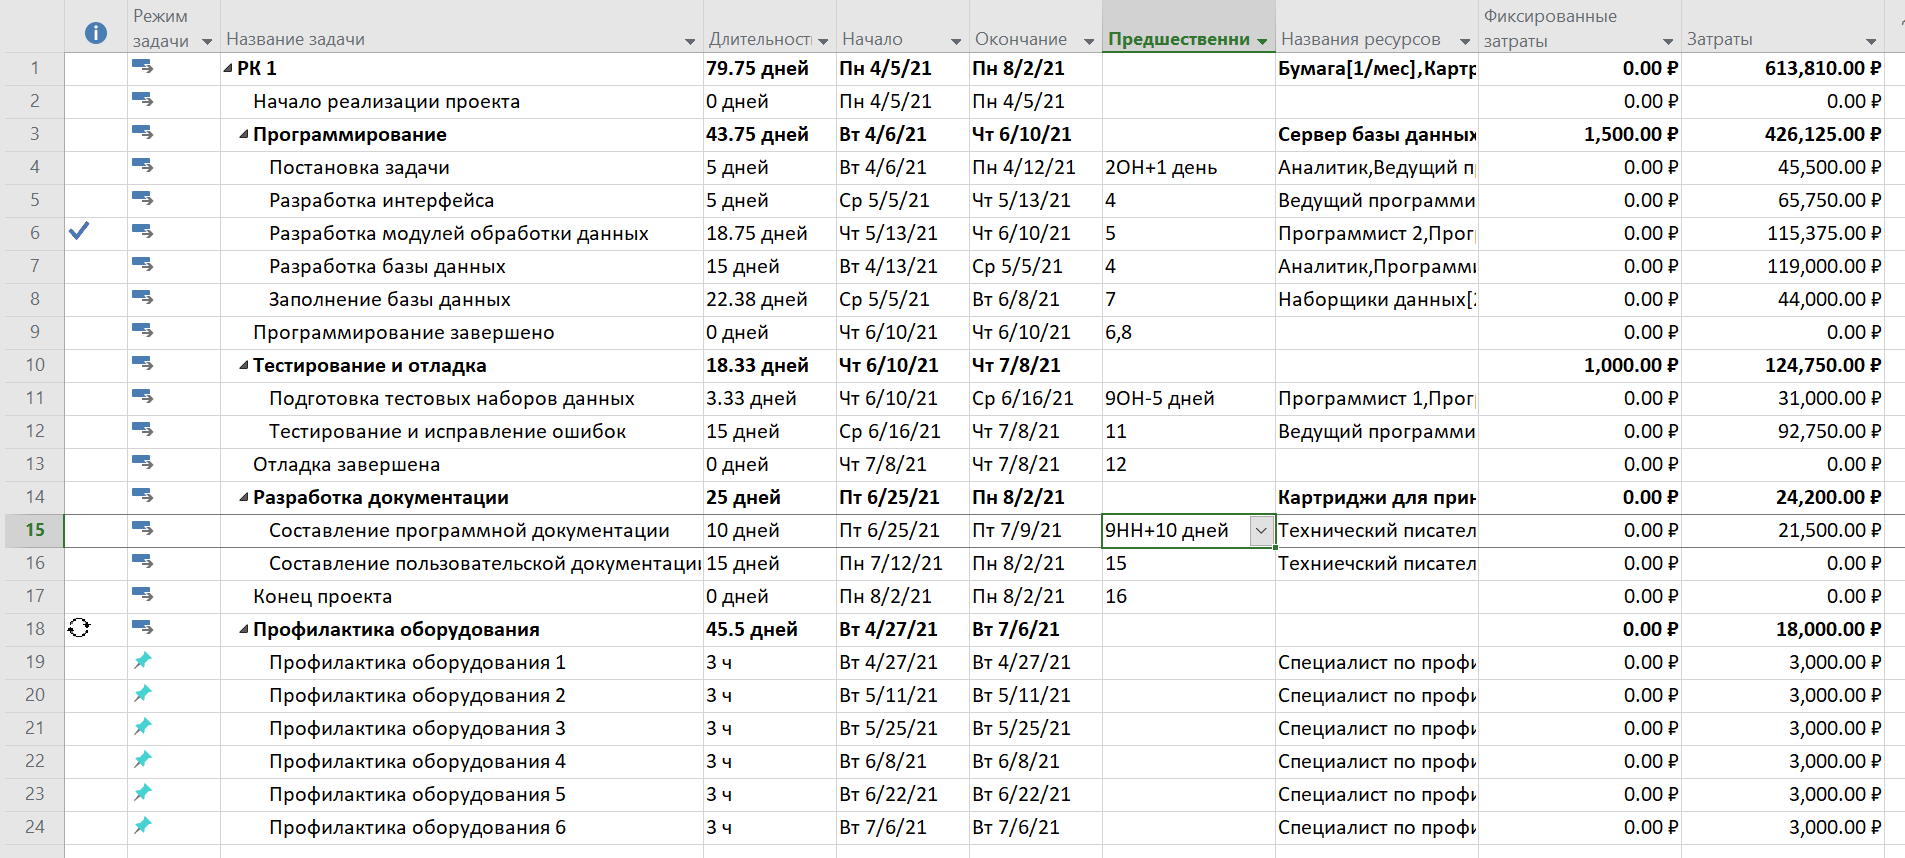 Режим задачи Название задачи Длительность Начало Окончание Предшественни Названия ресурсов Фиксированные затраты Затраты
1 РК 1 79.75 дней Пн 4/5/21 Пн 8/2/21 Бумага[1/мес],Картр 0.00 ₽ 613,810.00 ₽
2 Начало реализации проекта 0 дней Пн 4/5/21 Пн 4/5/21 0.00 ₽ 0.00 ₽
3 Программирование 43.75 дней Вт 4/6/21 Чт 6/10/21 Сервер базы данных 1,500.00 ₽ 426,125.00 ₽
4 Постановка задачи 5 дней Вт 4/6/21 Пн 4/12/21 2ОН+1 день Аналитик,Ведущий п 0.00 ₽ 45,500.00 ₽
5 Разработка интерфейса 5 дней Ср 5/5/21 Чт 5/13/21 4 Ведущий программи 0.00 ₽ 65,750.00 ₽
6 Разработка модулей обработки данных 18.75 дней Чт 5/13/21 Чт 6/10/21 5 Программист 2,Прог 0.00 ₽ 115,375.00 ₽
7 Разработка базы данных 15 дней Вт 4/13/21 Ср 5/5/21 4 Аналитик,Программи 0.00 ₽ 119,000.00 ₽
8 Заполнение базы данных 22.38 дней Ср 5/5/21 Вт 6/8/21 7 Наборщики данных[2 0.00 ₽ 44,000.00 ₽
9 Программирование завершено 0 дней Чт 6/10/21 Чт 6/10/21 6,8 0.00 ₽ 0.00 ₽
10 Тестирование и отладка 18.33 дней Чт 6/10/21 Чт 7/8/21 1,000.00 ₽ 124,750.00 ₽
11 Подготовка тестовых наборов данных 3.33 дней Чт 6/10/21 Ср 6/16/21 9ОН-5 дней Программист 1,Прог 0.00 ₽ 31,000.00 ₽
12 Тестирование и исправление ошибок 15 дней Ср 6/16/21 Чт 7/8/21 11 Ведущий программи 0.00 ₽ 92,750.00 ₽
13 Отладка завершена 0 дней Чт 7/8/21 Чт 7/8/21 12 0.00 ₽ 0.00 ₽
14 Разработка документации 25 дней Пт 6/25/21 Пн 8/2/21 Картриджи для прин 0.00 ₽ 24,200.00 ₽
15 Составление программной документации 10 дней Пт 6/25/21 Пт 7/9/21 9НН+10 дней Технический писател 0.00 ₽ 21,500.00 ₽
16 Составление пользовательской документаци 15 дней Пн 7/12/21 Пн 8/2/21 15 Техниечский писател 0.00 ₽ 0.00 ₽
17 Конец проекта 0 дней Пн 8/2/21 Пн 8/2/21 16 0.00 ₽ 0.00 ₽
18 Профилактика оборудования 45.5 дней Вт 4/27/21 Вт 7/6/21 0.00 ₽ 18,000.00 ₽
19 Профилактика оборудования 1 3 ч Вт 4/27/21 Вт 4/27/21 Специалист по профи 0.00 ₽ 3,000.00 ₽
20 Профилактика оборудования 2 3 ч Вт 5/11/21 Вт 5/11/21 Специалист по профи 0.00 ₽ 3,000.00 ₽
21 Профилактика оборудования 3 3 ч Вт 5/25/21 Вт 5/25/21 Специалист по профи 0.00 ₽ 3,000.00 ₽
22 Профилактика оборудования 4 3 ч Вт 6/8/21 Вт 6/8/21 Специалист по профи 0.00 ₽ 3,000.00 ₽
23 Профилактика оборудования 5 3 ч Вт 6/22/21 Вт 6/22/21 Специалист по профи 0.00 ₽ 3,000.00 ₽
24 Профилактика оборудования 6 3 ч Вт 7/6/21 Вт 7/6/21 Специалист по профи 0.00 ₽ 3,000.00 ₽